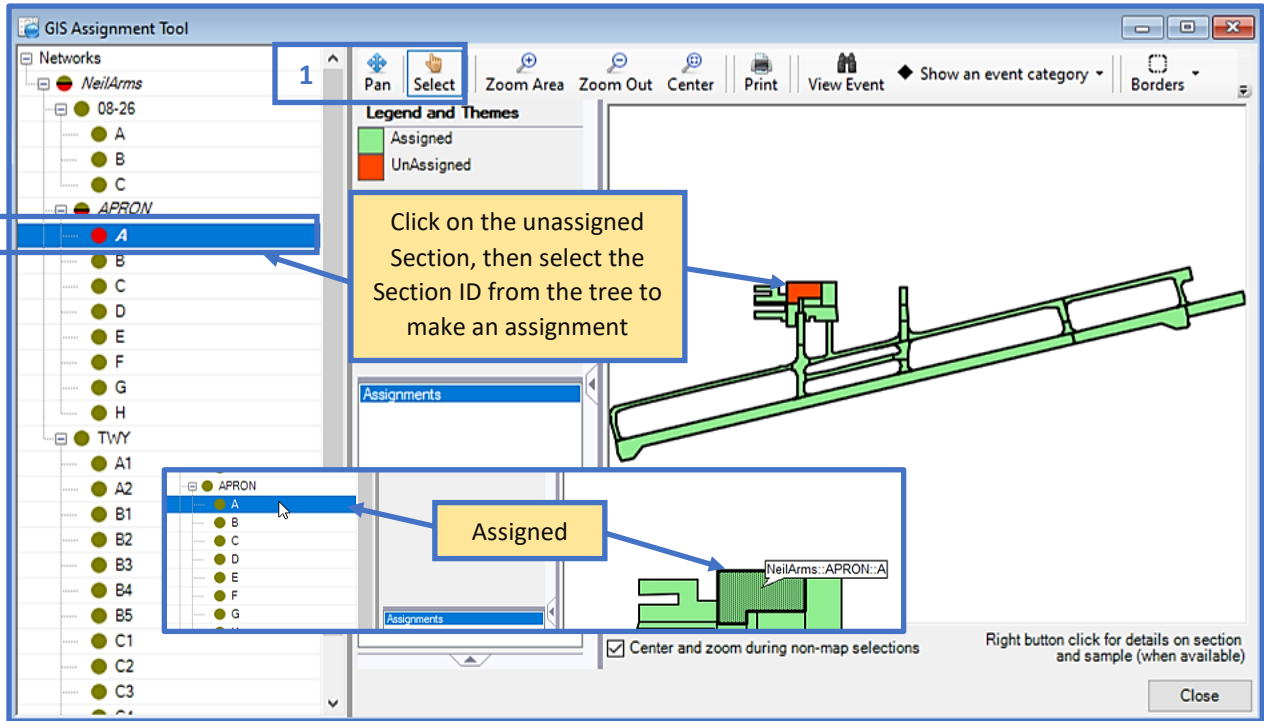 GIS Assignment Tool
Networks
NeilArms
08-26
A
B
C
APRON
A
B
C
D
E
F
G
H
TWY
A1
A2
B1
B2
B3
B4
B5
C1
C2
C3
1
Pan Select Zoom Area Zoom Out Center Print View Event Show an event category Borders
Legend and Themes
Assigned
UnAssigned
Click on the unassigned
Section, then select the
Section ID from the tree to
make an assignment
Assignments
APRON
A
B
C
D
E
F
G
Assigned
NeilArms::APRON::A
Assignments
Center and zoom during non-map selections
Right button click for details on section
and sample (when available)
Close